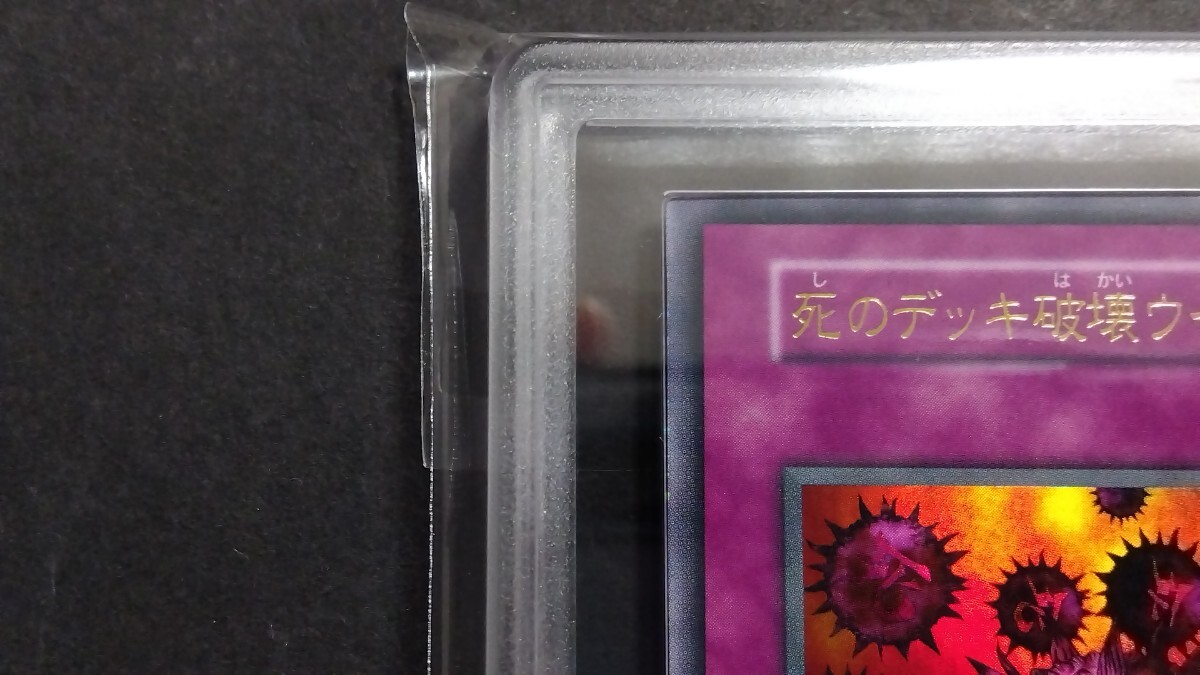 し は かい
死のデッキ破壊ウ